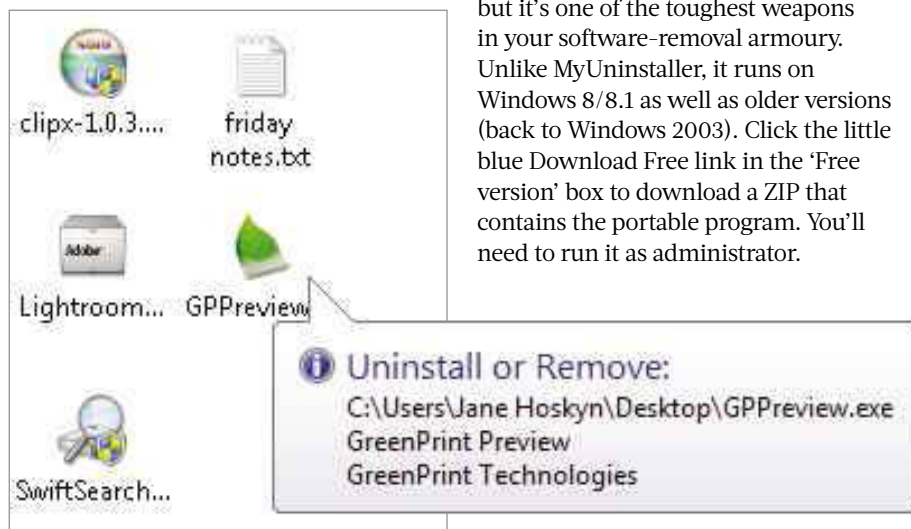 but it's one of the toughest weapons
in your software-removal armoury.
Unlike MyUninstaller, it runs on
Windows 8/8.1 as well as older versions
(back to Windows 2003). Click the little
blue Download Free link in the ‘Free
version’ box to download a ZIP that
contains the portable program. You’ll
need to run it as administrator.
clipx-1.0.3....
friday
notes.txt
Adobe
Lightroom...
GPPreview
SwiftSearch...
Uninstall or Remove:
C:\Users\Jane Hoskyn\Desktop\GPPreview.exe
GreenPrint Preview
GreenPrint Technologies